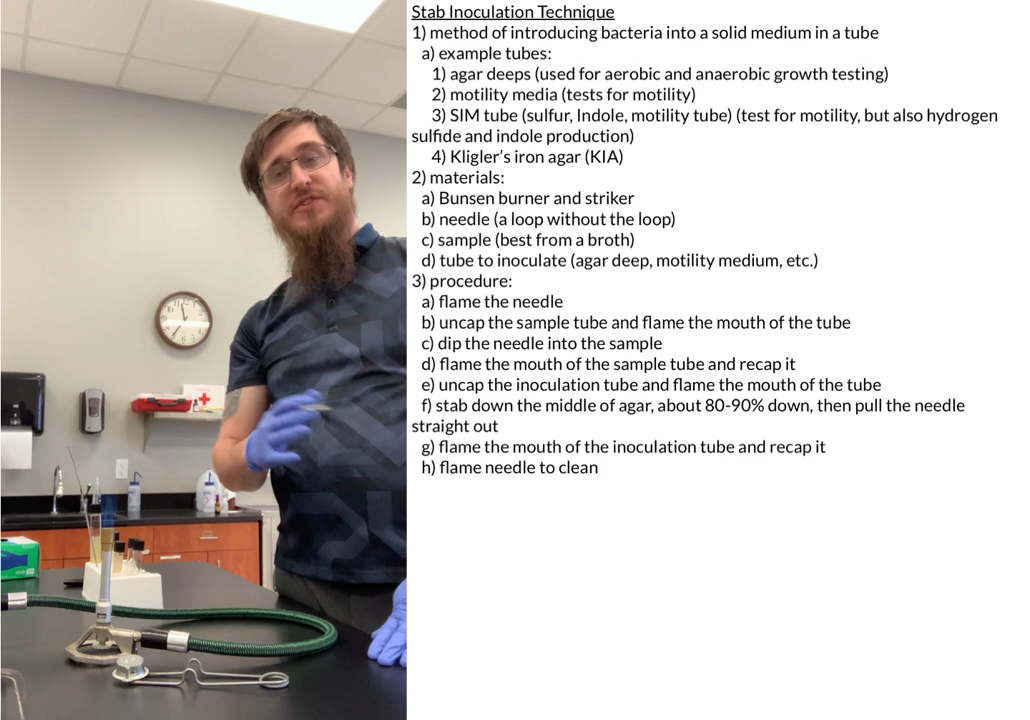 Stab Inoculation Technique
1) method of introducing bacteria into a solid medium in a tube
a) example tubes:
1) agar deeps (used for aerobic and anaerobic growth testing)
2) motility media (tests for motility)
3) SIM tube (sulfur, Indole, motility tube) (test for motility, but also hydrogen
sulfide and indole production)
4) Kligler’s iron agar (KIA)
2) materials:
a) Bunsen burner and striker
b) needle (a loop without the loop)
c) sample (best from a broth)
d) tube to inoculate (agar deep, motility medium, etc.)
3) procedure:
a) flame the needle
b) uncap the sample tube and flame the mouth of the tube
c) dip the needle into the sample
d) flame the mouth of the sample tube and recap it
e) uncap the inoculation tube and flame the mouth of the tube
f) stab down the middle of agar, about 80-90% down, then pull the needle
straight out
g) flame the mouth of the inoculation tube and recap it
h) flame needle to clean